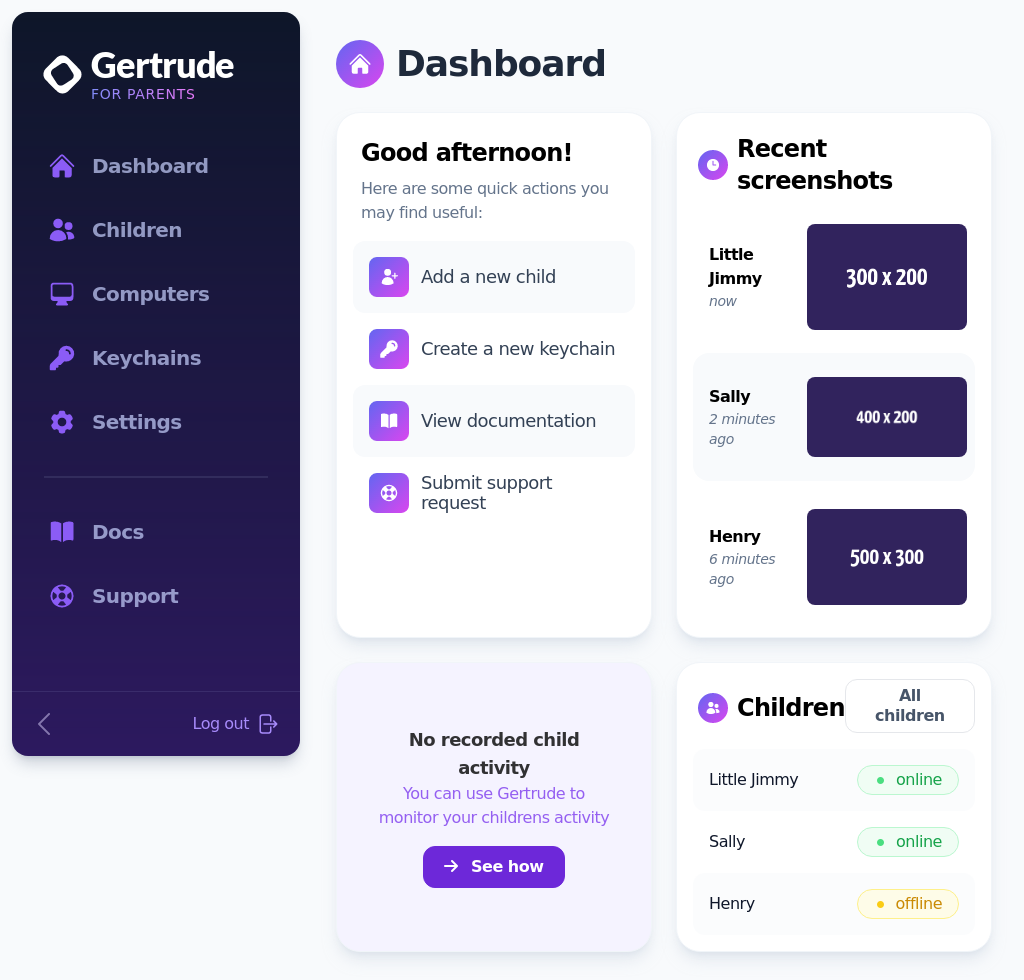 Gertrude
FOR PARENTS
Dashboard
Children
Computers
Keychains
Settings
Docs
Support
Log out
Dashboard
Good afternoon!
Here are some quick actions you
may find useful:
Add a new child
Create a new keychain
View documentation
Submit support
request
Recent
screenshots
Little
Jimmy
now
300 x 200
Sally
2 minutes
ago
400 x 200
Henry
6 minutes
ago
500 x 300
No recorded child
activity
You can use Gertrude to
monitor your childrens activity
See how
Children
All
children
Little Jimmy
online
Sally
online
Henry
offline